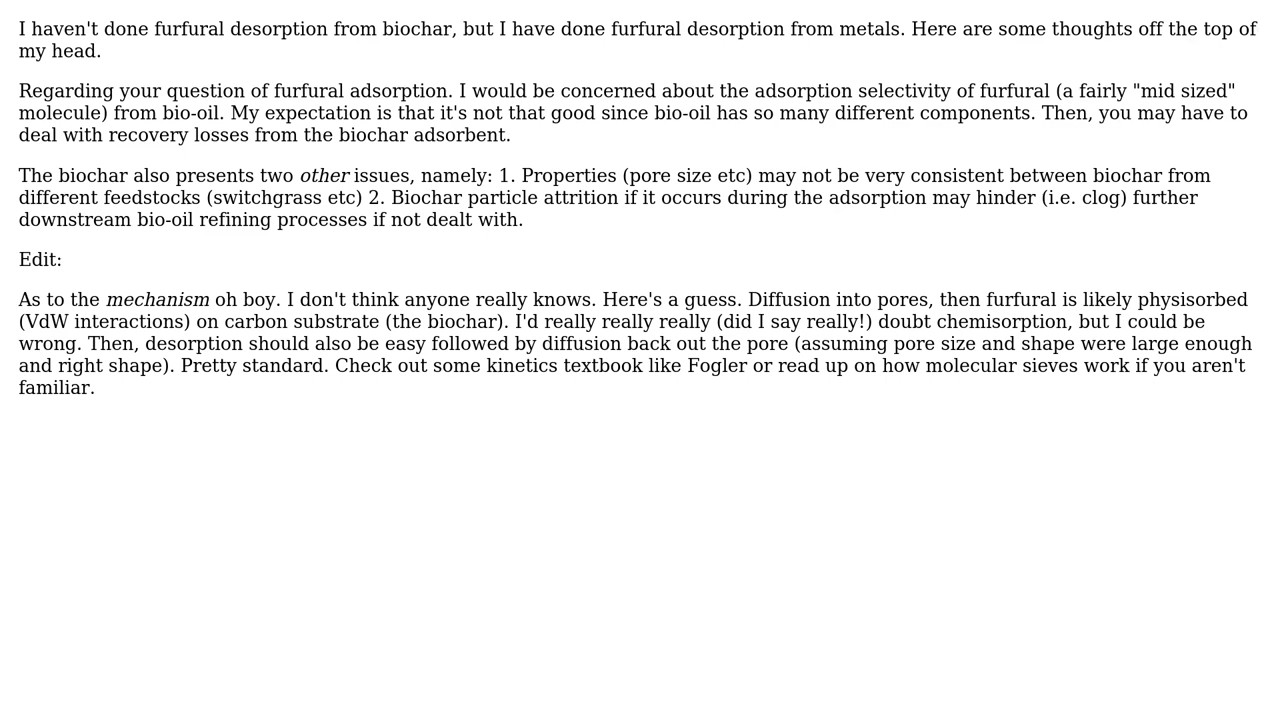 I haven't done furfural desorption from biochar, but I have done furfural desorption from metals. Here are some thoughts off the top of
my head.
Regarding your question of furfural adsorption. I would be concerned about the adsorption selectivity of furfural (a fairly "mid sized"
molecule) from bio-oil. My expectation is that it's not that good since bio-oil has so many different components. Then, you may have to
deal with recovery losses from the biochar adsorbent.
The biochar also presents two other issues, namely: 1. Properties (pore size etc) may not be very consistent between biochar from
different feedstocks (switchgrass etc) 2. Biochar particle attrition if it occurs during the adsorption may hinder (i.e. clog) further
downstream bio-oil refining processes if not dealt with.
Edit:
As to the mechanism oh boy. I don't think anyone really knows. Here's a guess. Diffusion into pores, then furfural is likely physisorbed
(VdW interactions) on carbon substrate (the biochar). I'd really really really (did I say really!) doubt chemisorption, but I could be
wrong. Then, desorption should also be easy followed by diffusion back out the pore (assuming pore size and shape were large enough
and right shape). Pretty standard. Check out some kinetics textbook like Fogler or read up on how molecular sieves work if you aren't
familiar.